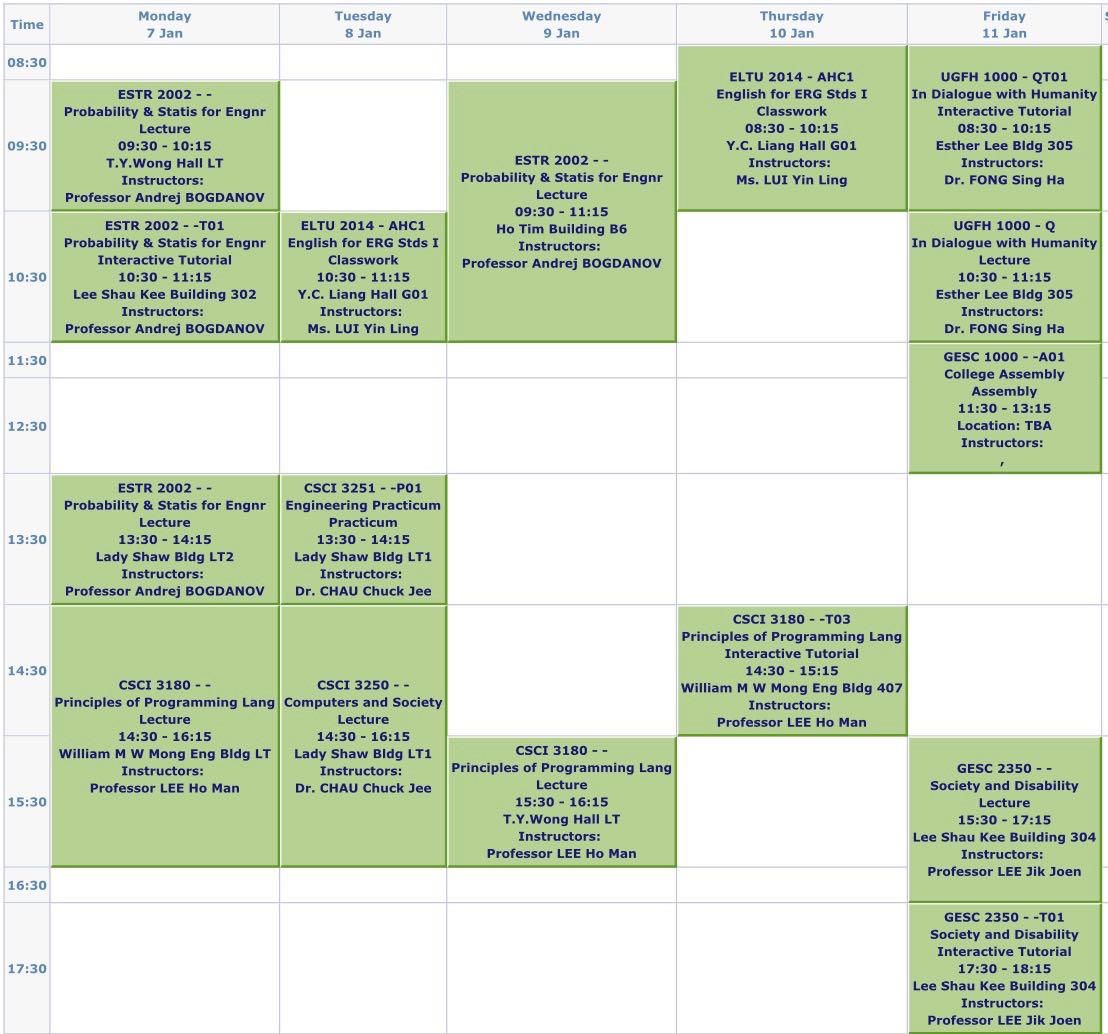 Time
Monday
7 Jan
Tuesday
8 Jan
Wednesday
9 Jan
Thursday
10 Jan
Friday
11 Jan
S
08:30
ELTU 2014 - AHC1
English for ERG Stds I
Classwork
08:30 - 10:15
Y.C. Liang Hall G01
Instructors:
Ms. LUI Yin Ling
UGFH 1000 - QT01
In Dialogue with Humanity
Interactive Tutorial
08:30 - 10:15
Esther Lee Bldg 305
Instructors:
Dr. FONG Sing Ha
09:30
ESTR 2002 - -
Probability & Statis for Engnr
Lecture
09:30 - 10:15
T.Y.Wong Hall LT
Instructors:
Professor Andrej BOGDANOV
ESTR 2002 - -
Probability & Statis for Engnr
Lecture
09:30 - 11:15
Ho Tim Building B6
Instructors:
Professor Andrej BOGDANOV
10:30
ESTR 2002 - -T01
Probability & Statis for Engnr
Interactive Tutorial
10:30 - 11:15
Lee Shau Kee Building 302
Instructors:
Professor Andrej BOGDANOV
ELTU 2014 - AHC1
English for ERG Stds I
Classwork
10:30 - 11:15
Y.C. Liang Hall G01
Instructors:
Ms. LUI Yin Ling
UGFH 1000 - Q
In Dialogue with Humanity
Lecture
10:30 - 11:15
Esther Lee Bldg 305
Instructors:
Dr. FONG Sing Ha
11:30
GESC 1000 - -A01
College Assembly
Assembly
11:30 - 13:15
Location: TBA
Instructors:
,
12:30
13:30
ESTR 2002 - -
Probability & Statis for Engnr
Lecture
13:30 - 14:15
Lady Shaw Bldg LT2
Instructors:
Professor Andrej BOGDANOV
CSCI 3251 - -P01
Engineering Practicum
Practicum
13:30 - 14:15
Lady Shaw Bldg LT1
Instructors:
Dr. CHAU Chuck Jee
14:30
CSCI 3180 - -
Principles of Programming Lang
Lecture
14:30 - 16:15
William M W Mong Eng Bldg LT
Instructors:
Professor LEE Ho Man
CSCI 3250 - -
Computers and Society
Lecture
14:30 - 16:15
Lady Shaw Bldg LT1
Instructors:
Dr. CHAU Chuck Jee
CSCI 3180 - -T03
Principles of Programming Lang
Interactive Tutorial
14:30 - 15:15
William M W Mong Eng Bldg 407
Instructors:
Professor LEE Ho Man
15:30
CSCI 3180 - -
Principles of Programming Lang
Lecture
15:30 - 16:15
T.Y.Wong Hall LT
Instructors:
Professor LEE Ho Man
GESC 2350 - -
Society and Disability
Lecture
15:30 - 17:15
Lee Shau Kee Building 304
Instructors:
Professor LEE Jik Joen
16:30
17:30
GESC 2350 - -T01
Society and Disability
Interactive Tutorial
17:30 - 18:15
Lee Shau Kee Building 304
Instructors:
Professor LEE Jik Joen